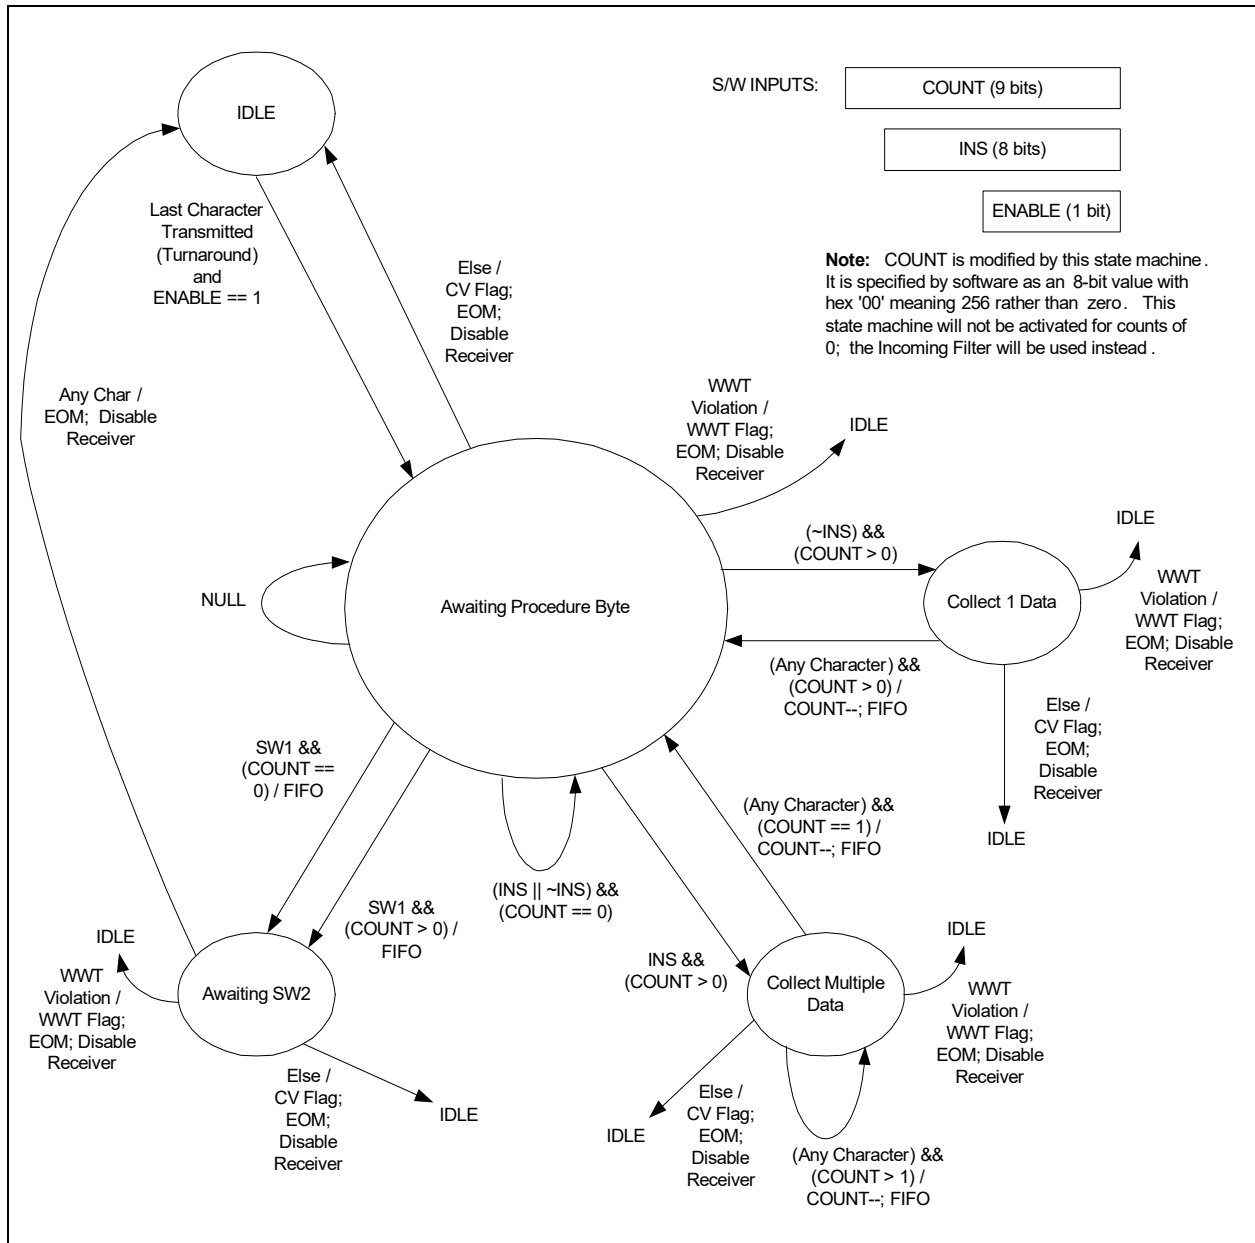 IDLE
S/W INPUTS:
COUNT (9 bits)
INS (8 bits)
ENABLE (1 bit)
Note: COUNT is modified by this state machine.
It is specified by software as an 8-bit value with
hex '00' meaning 256 rather than zero. This
state machine will not be activated for counts of
0; the Incoming Filter will be used instead.
Last Character
Transmitted
(Turnaround)
and
ENABLE == 1
Else /
CV Flag;
EOM;
Disable
Receiver
Any Char /
EOM; Disable
Receiver
WWT
Violation /
WWT Flag;
EOM; Disable
Receiver
IDLE
(~INS) &&
(COUNT > 0)
IDLE
WWT
Violation /
WWT Flag;
EOM; Disable
Receiver
NULL
Awaiting Procedure Byte
Collect 1 Data
(Any Character) &&
(COUNT > 0) /
COUNT--; FIFO
Else /
CV Flag;
EOM;
Disable
Receiver
IDLE
SW1 &&
(COUNT ==
0) / FIFO
SW1 &&
(COUNT > 0) /
FIFO
(INS || ~INS) &&
(COUNT == 0)
(Any Character) &&
(COUNT == 1) /
COUNT--; FIFO
INS &&
(COUNT > 0)
IDLE
WWT
Violation /
WWT Flag;
EOM; Disable
Receiver
Awaiting SW2
Else /
CV Flag;
EOM;
Disable
Receiver
IDLE
Collect Multiple
Data
IDLE
WWT
Violation /
WWT Flag;
EOM; Disable
Receiver
Else /
CV Flag;
EOM;
Disable
Receiver
IDLE
(Any Character) &&
(COUNT > 1) /
COUNT--; FIFO